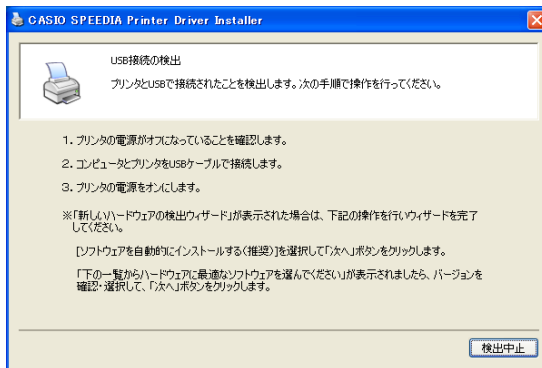 CASIO SPEEDIA Printer Driver Installer
USB接続の検出
プリンタとUSBで接続されたことを検出します。次の手順で操作を行ってください。
1. プリンタの電源がオフになっていることを確認します。
2. コンピュータとプリンタをUSBケーブルで接続します。
3. プリンタの電源をオンにします。
※「新しいハードウェアの検出ウィザード」が表示された場合は、下記の操作を行いウィザードを完了
してください。
[ソフトウェアを自動的にインストールする(推奨)]を選択して「次へ」ボタンをクリックします。
「下の一覧からハードウェアに最適なソフトウェアを選んでください」が表示されましたら、バージョンを
確認・選択して、「次へ」ボタンをクリックします。
検出中止